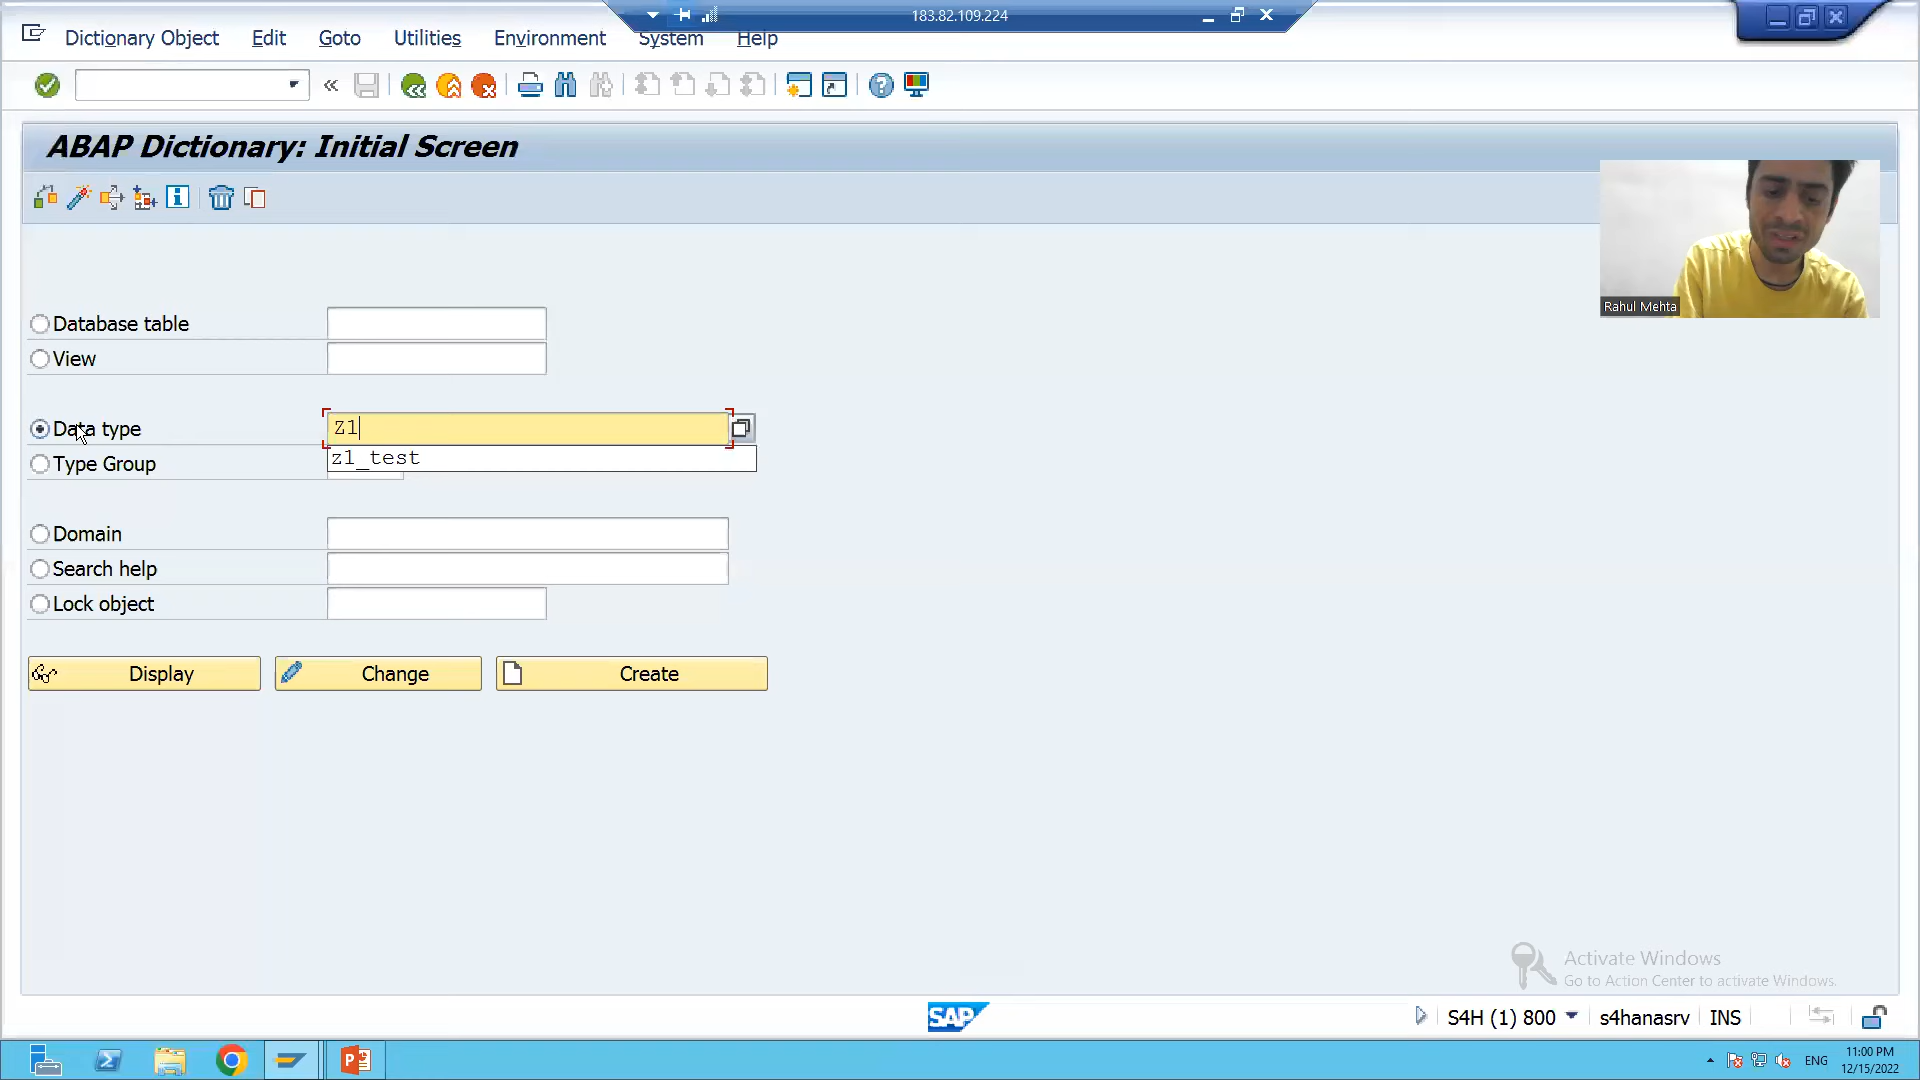 183.82.109.224
Dictionary Object Edit Goto Utilities Environment System Help
ABAP Dictionary: Initial Screen
Rahul Mehta
Database table
View
Data type Z1
z1_test
Type Group
Domain
Search help
Lock object
Display Change Create
Activate Windows
Go to Action Center to activate Windows.
SAP S4H (1) 800 s4hanasrv INS
ENG 11:00 PM
12/15/2022